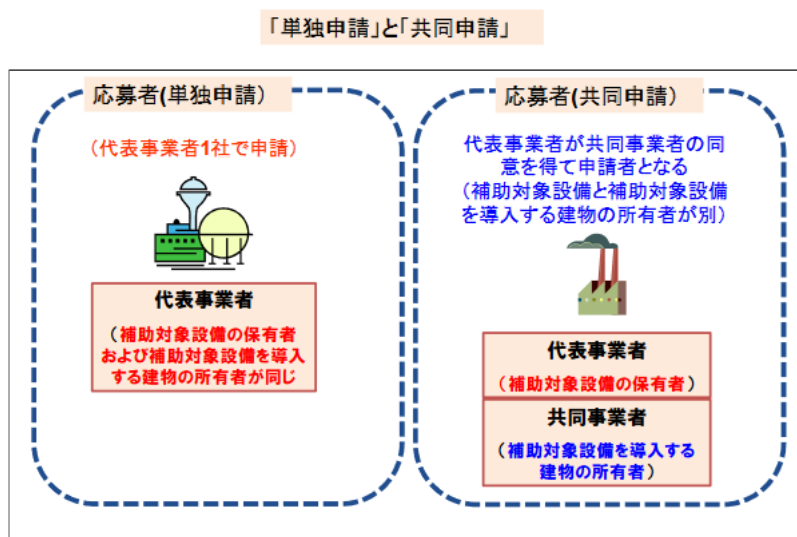 「単独申請」と「共同申請」
応募者(単独申請）
（代表事業者1社で申請）
代表事業者
（補助対象設備の保有者
および補助対象設備を導入
する建物の所有者が同じ
応募者(共同申請）
代表事業者が共同事業者の同
意を得て申請者となる
（補助対象設備と補助対象設備
を導入する建物の所有者が別）
代表事業者
（補助対象設備の保有者）
共同事業者
（補助対象設備を導入する
建物の所有者）